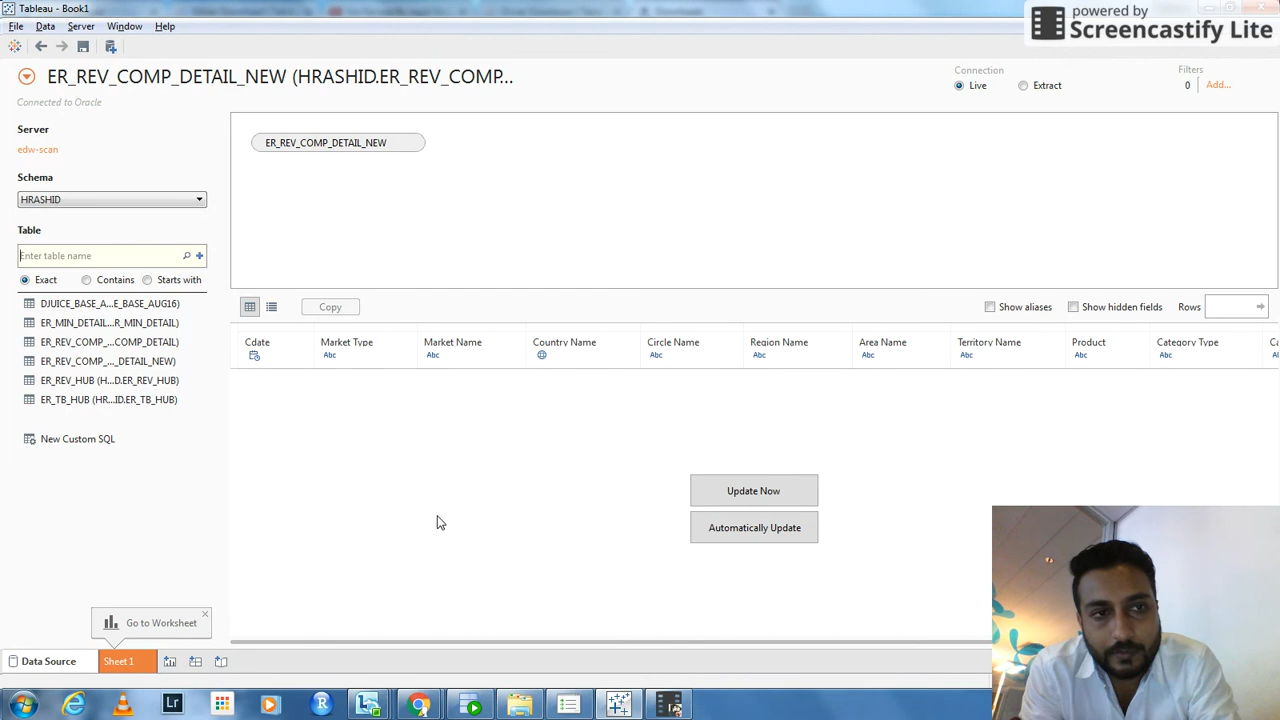 Tableau - Book1
powered by
Screencastify Lite
File Data Server Window Help
ER_REV_COMP_DETAIL_NEW (HRASHID.ER_REV_COMP...
Connected to Oracle
Connection
Live Extract
Filters
0 Add...
Server
edw-scan
Schema
HRASHID
Table
Enter table name
Exact Contains Starts with
DJUICE_BASE_A...E_BASE_AUG16)
ER_MIN_DETAIL...R_MIN_DETAIL)
ER_REV_COMP_...COMP_DETAIL)
ER_REV_COMP_..._DETAIL_NEW)
ER_REV_HUB (H...D.ER_REV_HUB)
ER_TB_HUB (HR...ID.ER_TB_HUB)
New Custom SQL
ER_REV_COMP_DETAIL_NEW
Copy
Show aliases Show hidden fields Rows
Cdate Market Type Market Name Country Name Circle Name Region Name Area Name Territory Name Product Category Type Ca
Abc Abc Abc Abc Abc Abc Abc Abc
Update Now
Automatically Update
Go to Worksheet
Data Source Sheet 1
Lr
R